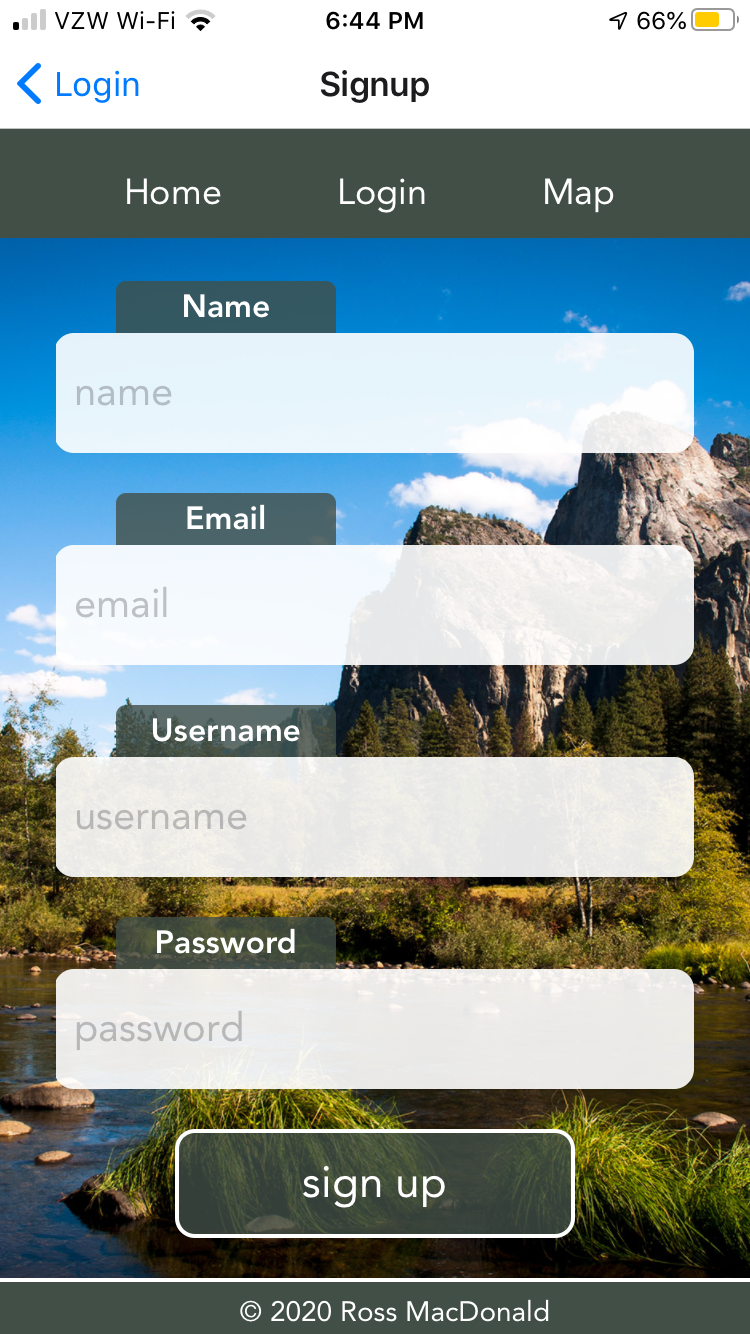 VZW Wi-Fi 6:44 PM 66%
Login Signup
Home Login Map
Name
name
Email
email
Username
username
Password
password
sign up
© 2020 Ross MacDonald